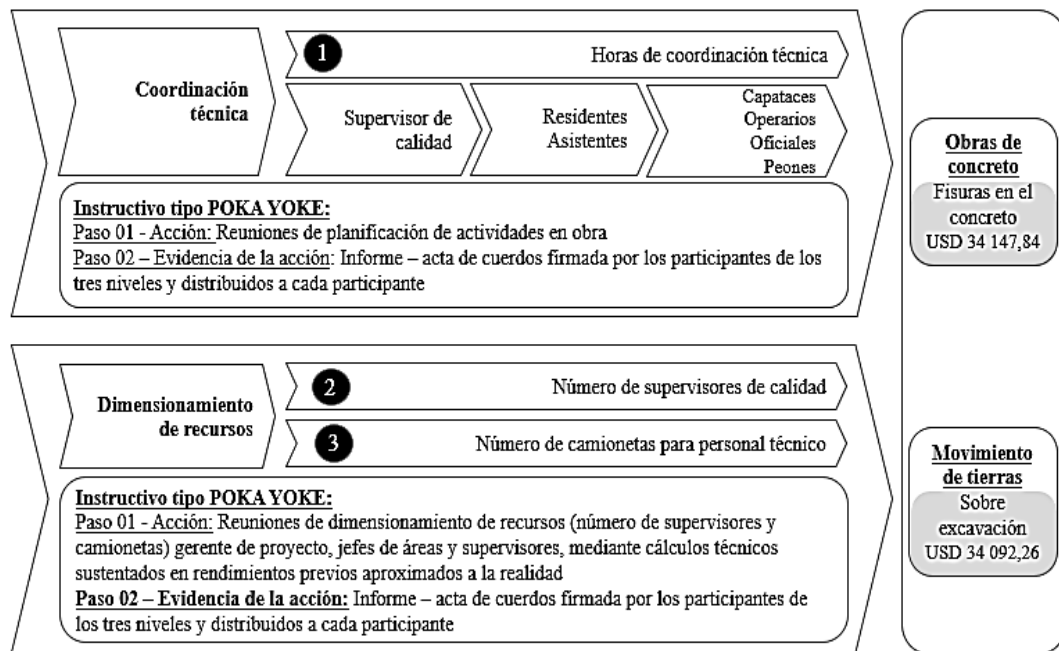 Coordinación
técnica
1
Horas de coordinación técnica
Supervisor de
calidad
Residentes
Asistentes
Capataces
Operarios
Oficiales
Peones
Instructivo tipo POKA YOKE:
Paso 01 - Acción: Reuniones de planificación de actividades en obra
Paso 02 – Evidencia de la acción: Informe – acta de cuerdos firmada por los participantes de los
tres niveles y distribuidos a cada participante
Dimensionamiento
de recursos
2
Número de supervisores de calidad
3
Número de camionetas para personal técnico
Instructivo tipo POKA YOKE:
Paso 01 - Acción: Reuniones de dimensionamiento de recursos (número de supervisores y
camionetas) gerente de proyecto, jefes de áreas y supervisores, mediante cálculos técnicos
sustentados en rendimientos previos aproximados a la realidad
Paso 02 – Evidencia de la acción: Informe – acta de cuerdos firmada por los participantes de
los tres niveles y distribuidos a cada participante
Obras de
concreto
Fisuras en el
concreto
USD 34 147,84
Movimiento
de tierras
Sobre
excavación
USD 34 092,26